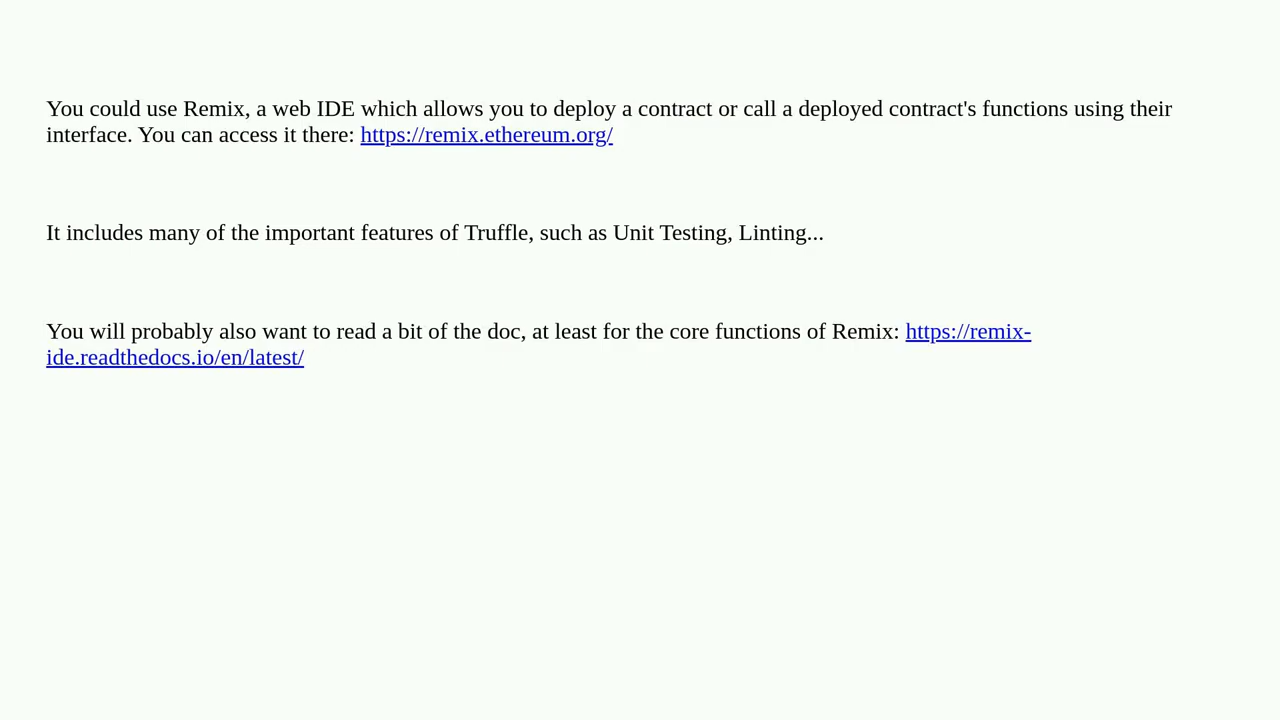 You could use Remix, a web IDE which allows you to deploy a contract or call a deployed contract's functions using their
interface. You can access it there: https://remix.ethereum.org/
It includes many of the important features of Truffle, such as Unit Testing, Linting...
You will probably also want to read a bit of the doc, at least for the core functions of Remix: https://remix-
ide.readthedocs.io/en/latest/